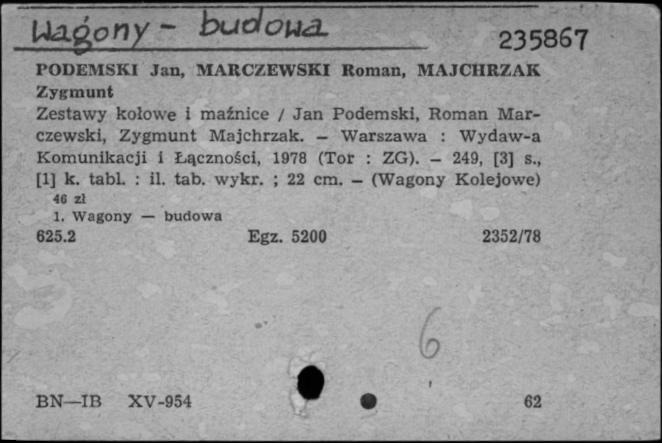 Wagony - budowa
235867
PODEMSKI Jan, MARCZEWSKI Roman, MAJCHRZAK
Zygmunt
Zestawy kołowe i maźnice / Jan Podemski, Roman Mar-
czewski, Zygmunt Majchrzak. — Warszawa : Wydaw-a
Komunikacji i Łączności, 1978 (Tor : ZG). — 249, [3] s.,
[1] k. tabl. : il. tab. wykr. ; 22 cm. — (Wagony Kolejowe)
46 zł
1. Wagony — budowa
625.2 Egz. 5200 2352/78
6
BN—IB XV-954 62